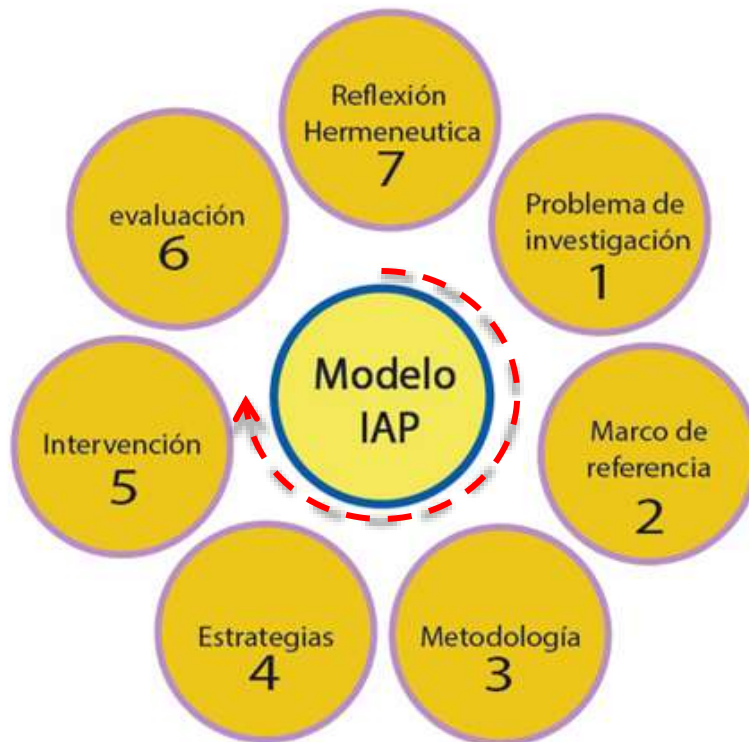 Reflexión
Hermeneutica
7
Problema de
investigación
1
Marco de
referencia
2
Metodología
3
Estrategias
4
Intervención
5
evaluación
6
Modelo
IAP